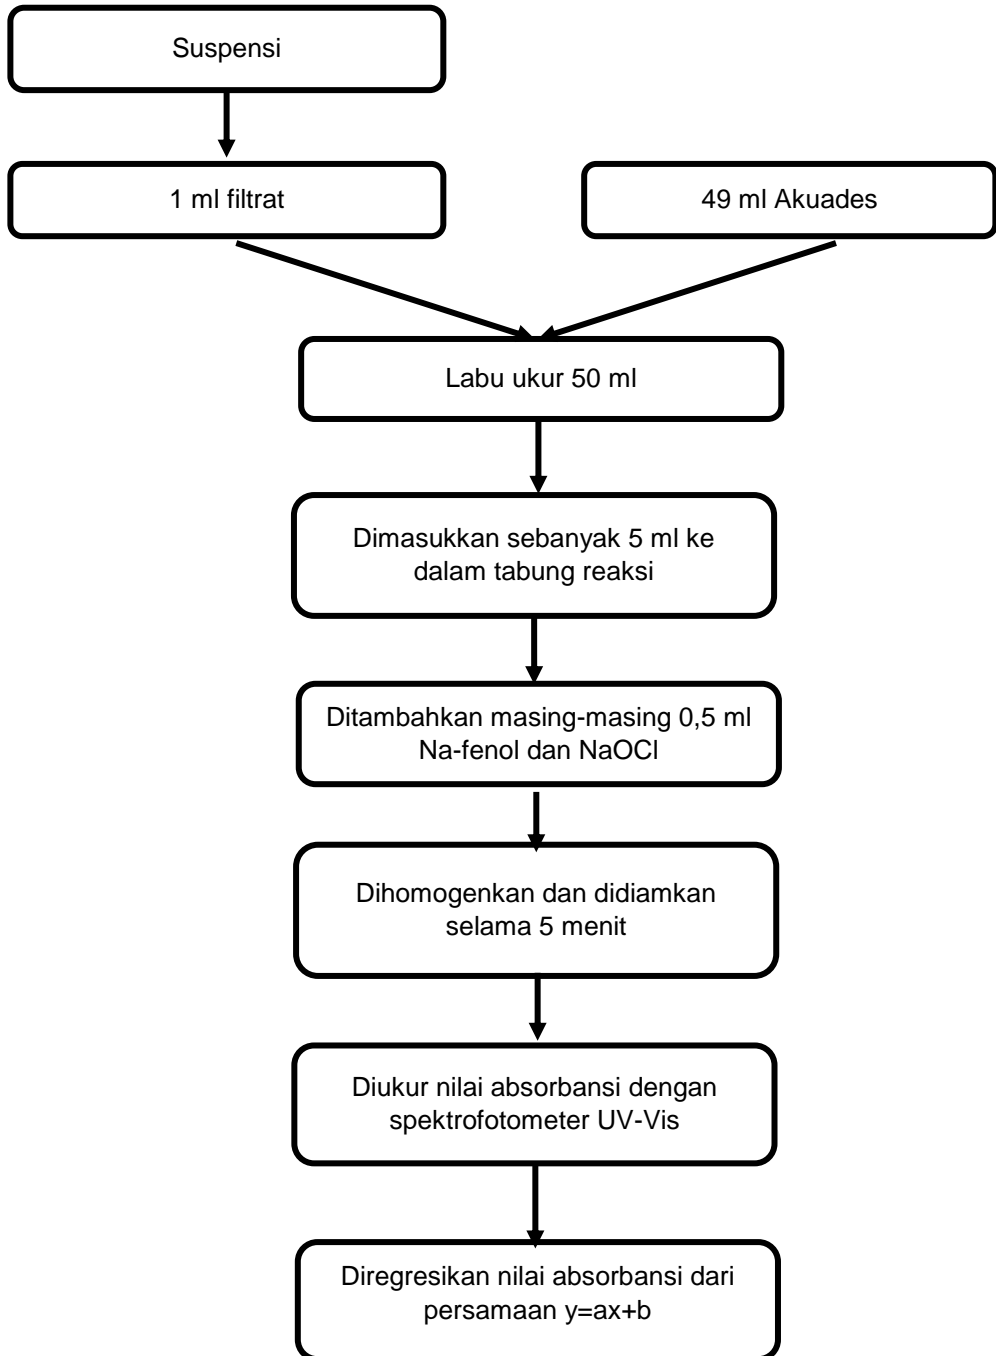 Suspensi
1 ml filtrat
49 ml Akuades
Labu ukur 50 ml
Dimasukkan sebanyak 5 ml ke
dalam tabung reaksi
Ditambahkan masing-masing 0,5 ml
Na-fenol dan NaOCl
Dihomogenkan dan didiamkan
selama 5 menit
Diukur nilai absorbansi dengan
spektrofotometer UV-Vis
Diregresikan nilai absorbansi dari
persamaan y=ax+b